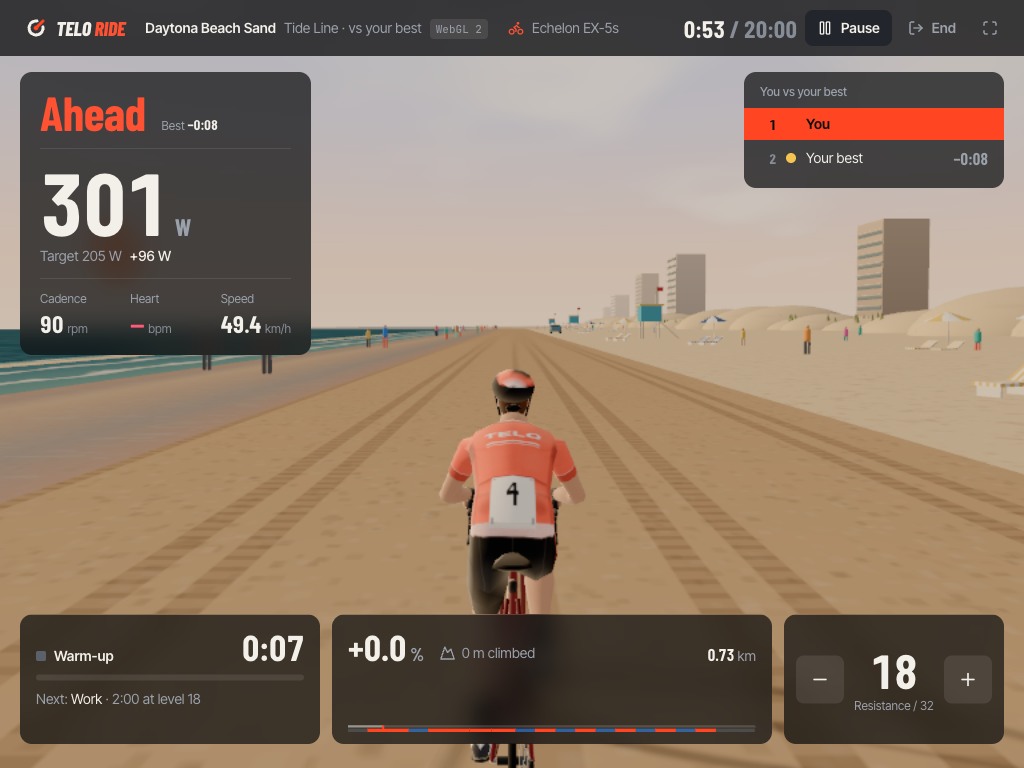 TELO RIDE Daytona Beach Sand Tide Line · vs your best WebGL 2 Echelon EX-5s 0:53 / 20:00 Pause End
Ahead Best −0:08
301 W
Target 205 W +96 W
Cadence Heart Speed
90 rpm – bpm 49.4 km/h
You vs your best
1 You
2 Your best −0:08
TELO
4
Warm-up 0:07
Next: Work · 2:00 at level 18
+0.0 % 0 m climbed 0.73 km
− 18 +
Resistance / 32